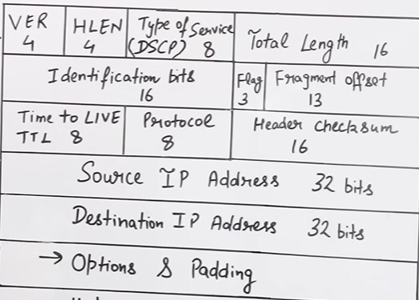 VER HLEN Type of Service Total Length 16
4 4 (DSCP) 8
Identification bits Flag Fragment offset
16 3 13
Time to LIVE Protocol Header checksum
TTL 8 8 16
Source IP Address 32 bits
Destination IP Address 32 bits
→ Options & Padding